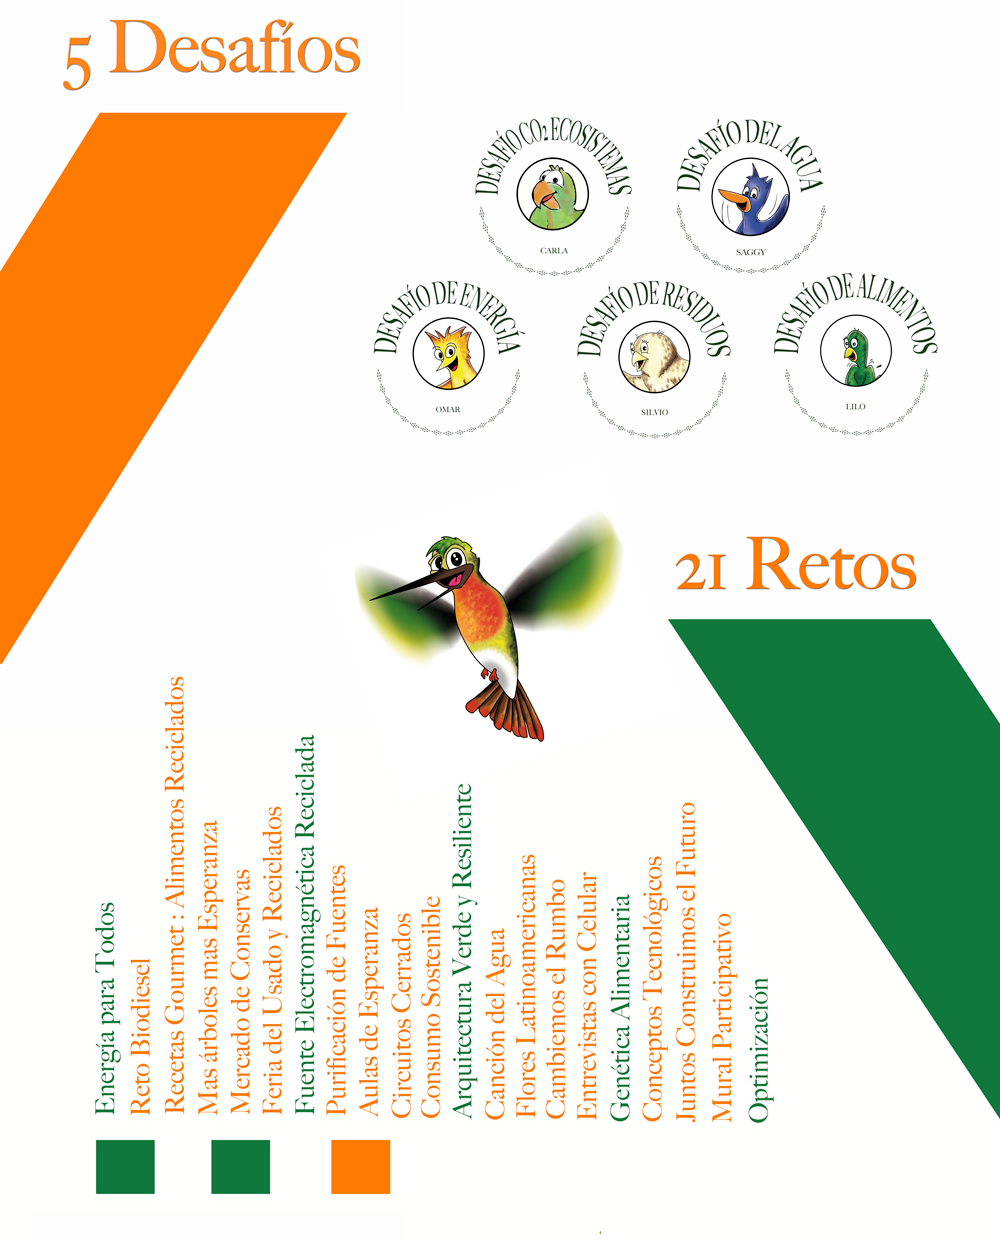 5 Desafíos
DESAFÍO CO2 ECOSISTEMAS
CARLA
DESAFÍO DEL AGUA
SAGGY
DESAFÍO DE ENERGÍA
OMAR
DESAFÍO DE RESIDUOS
SILVIO
DESAFÍO DE ALIMENTOS
LILO
21 Retos
Energía para Todos
Reto Biodiesel
Recetas Gourmet : Alimentos Reciclados
Mas árboles mas Esperanza
Mercado de Conservas
Feria del Usado y Reciclados
Fuente Electromagnética Reciclada
Purificación de Fuentes
Aulas de Esperanza
Circuitos Cerrados
Consumo Sostenible
Arquitectura Verde y Resiliente
Canción del Agua
Flores Latinoamericanas
Cambiemos el Rumbo
Entrevistas con Celular
Genética Alimentaria
Conceptos Tecnológicos
Juntos Construimos el Futuro
Mural Participativo
Optimización